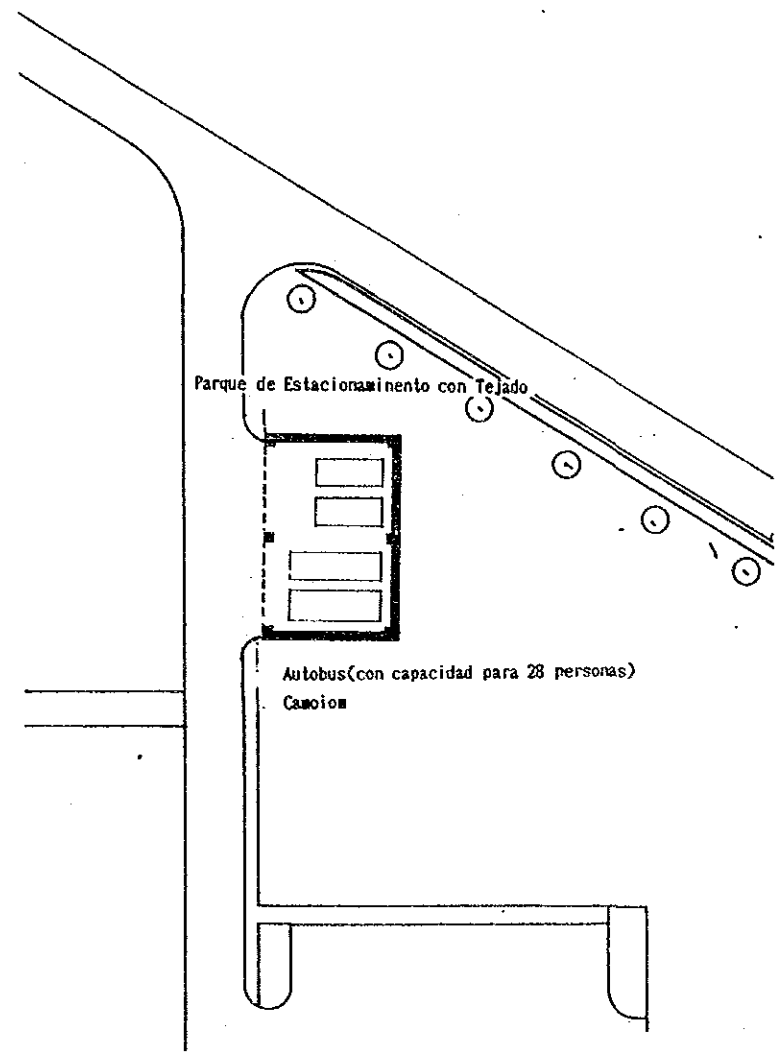 Parque de Estacionaminento con Tejado
Autobus(con capacidad para 28 personas)
Camoiom